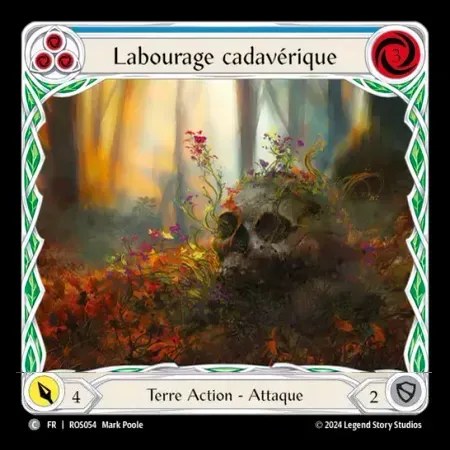 Labourage cadavérique
3
4
Terre Action - Attaque
2
C FR | ROS054 Mark Poole
© 2024 Legend Story Studios